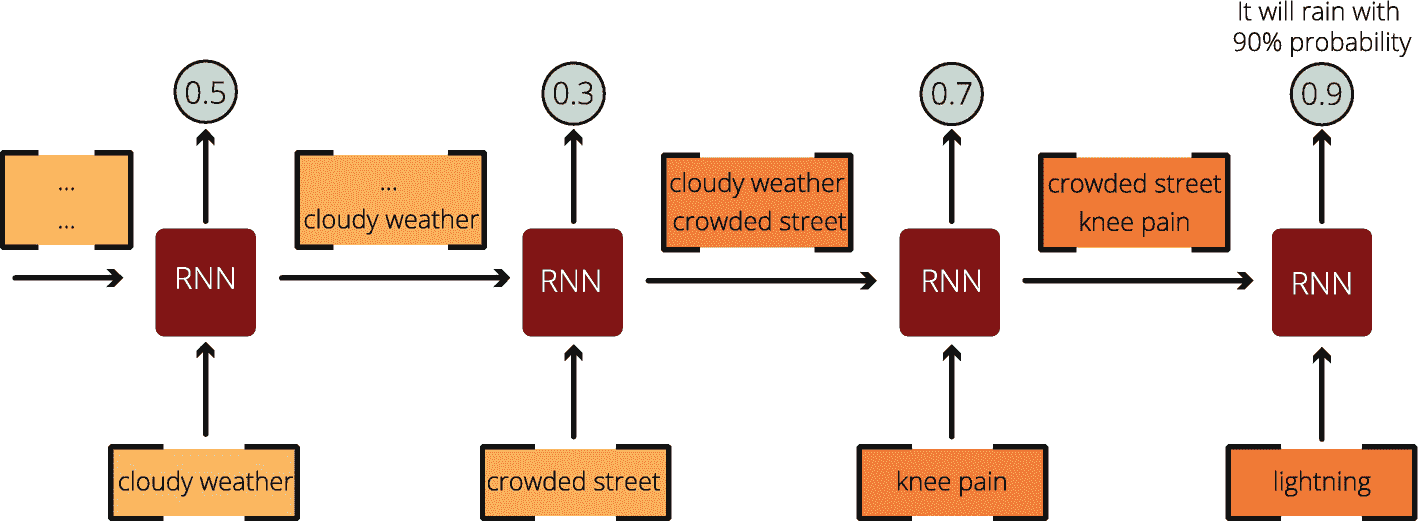 It will rain with
90% probability
0.5
0.3
0.7
0.9
...
...
...
cloudy weather
cloudy weather
crowded street
crowded street
knee pain
RNN
RNN
RNN
RNN
cloudy weather
crowded street
knee pain
lightning